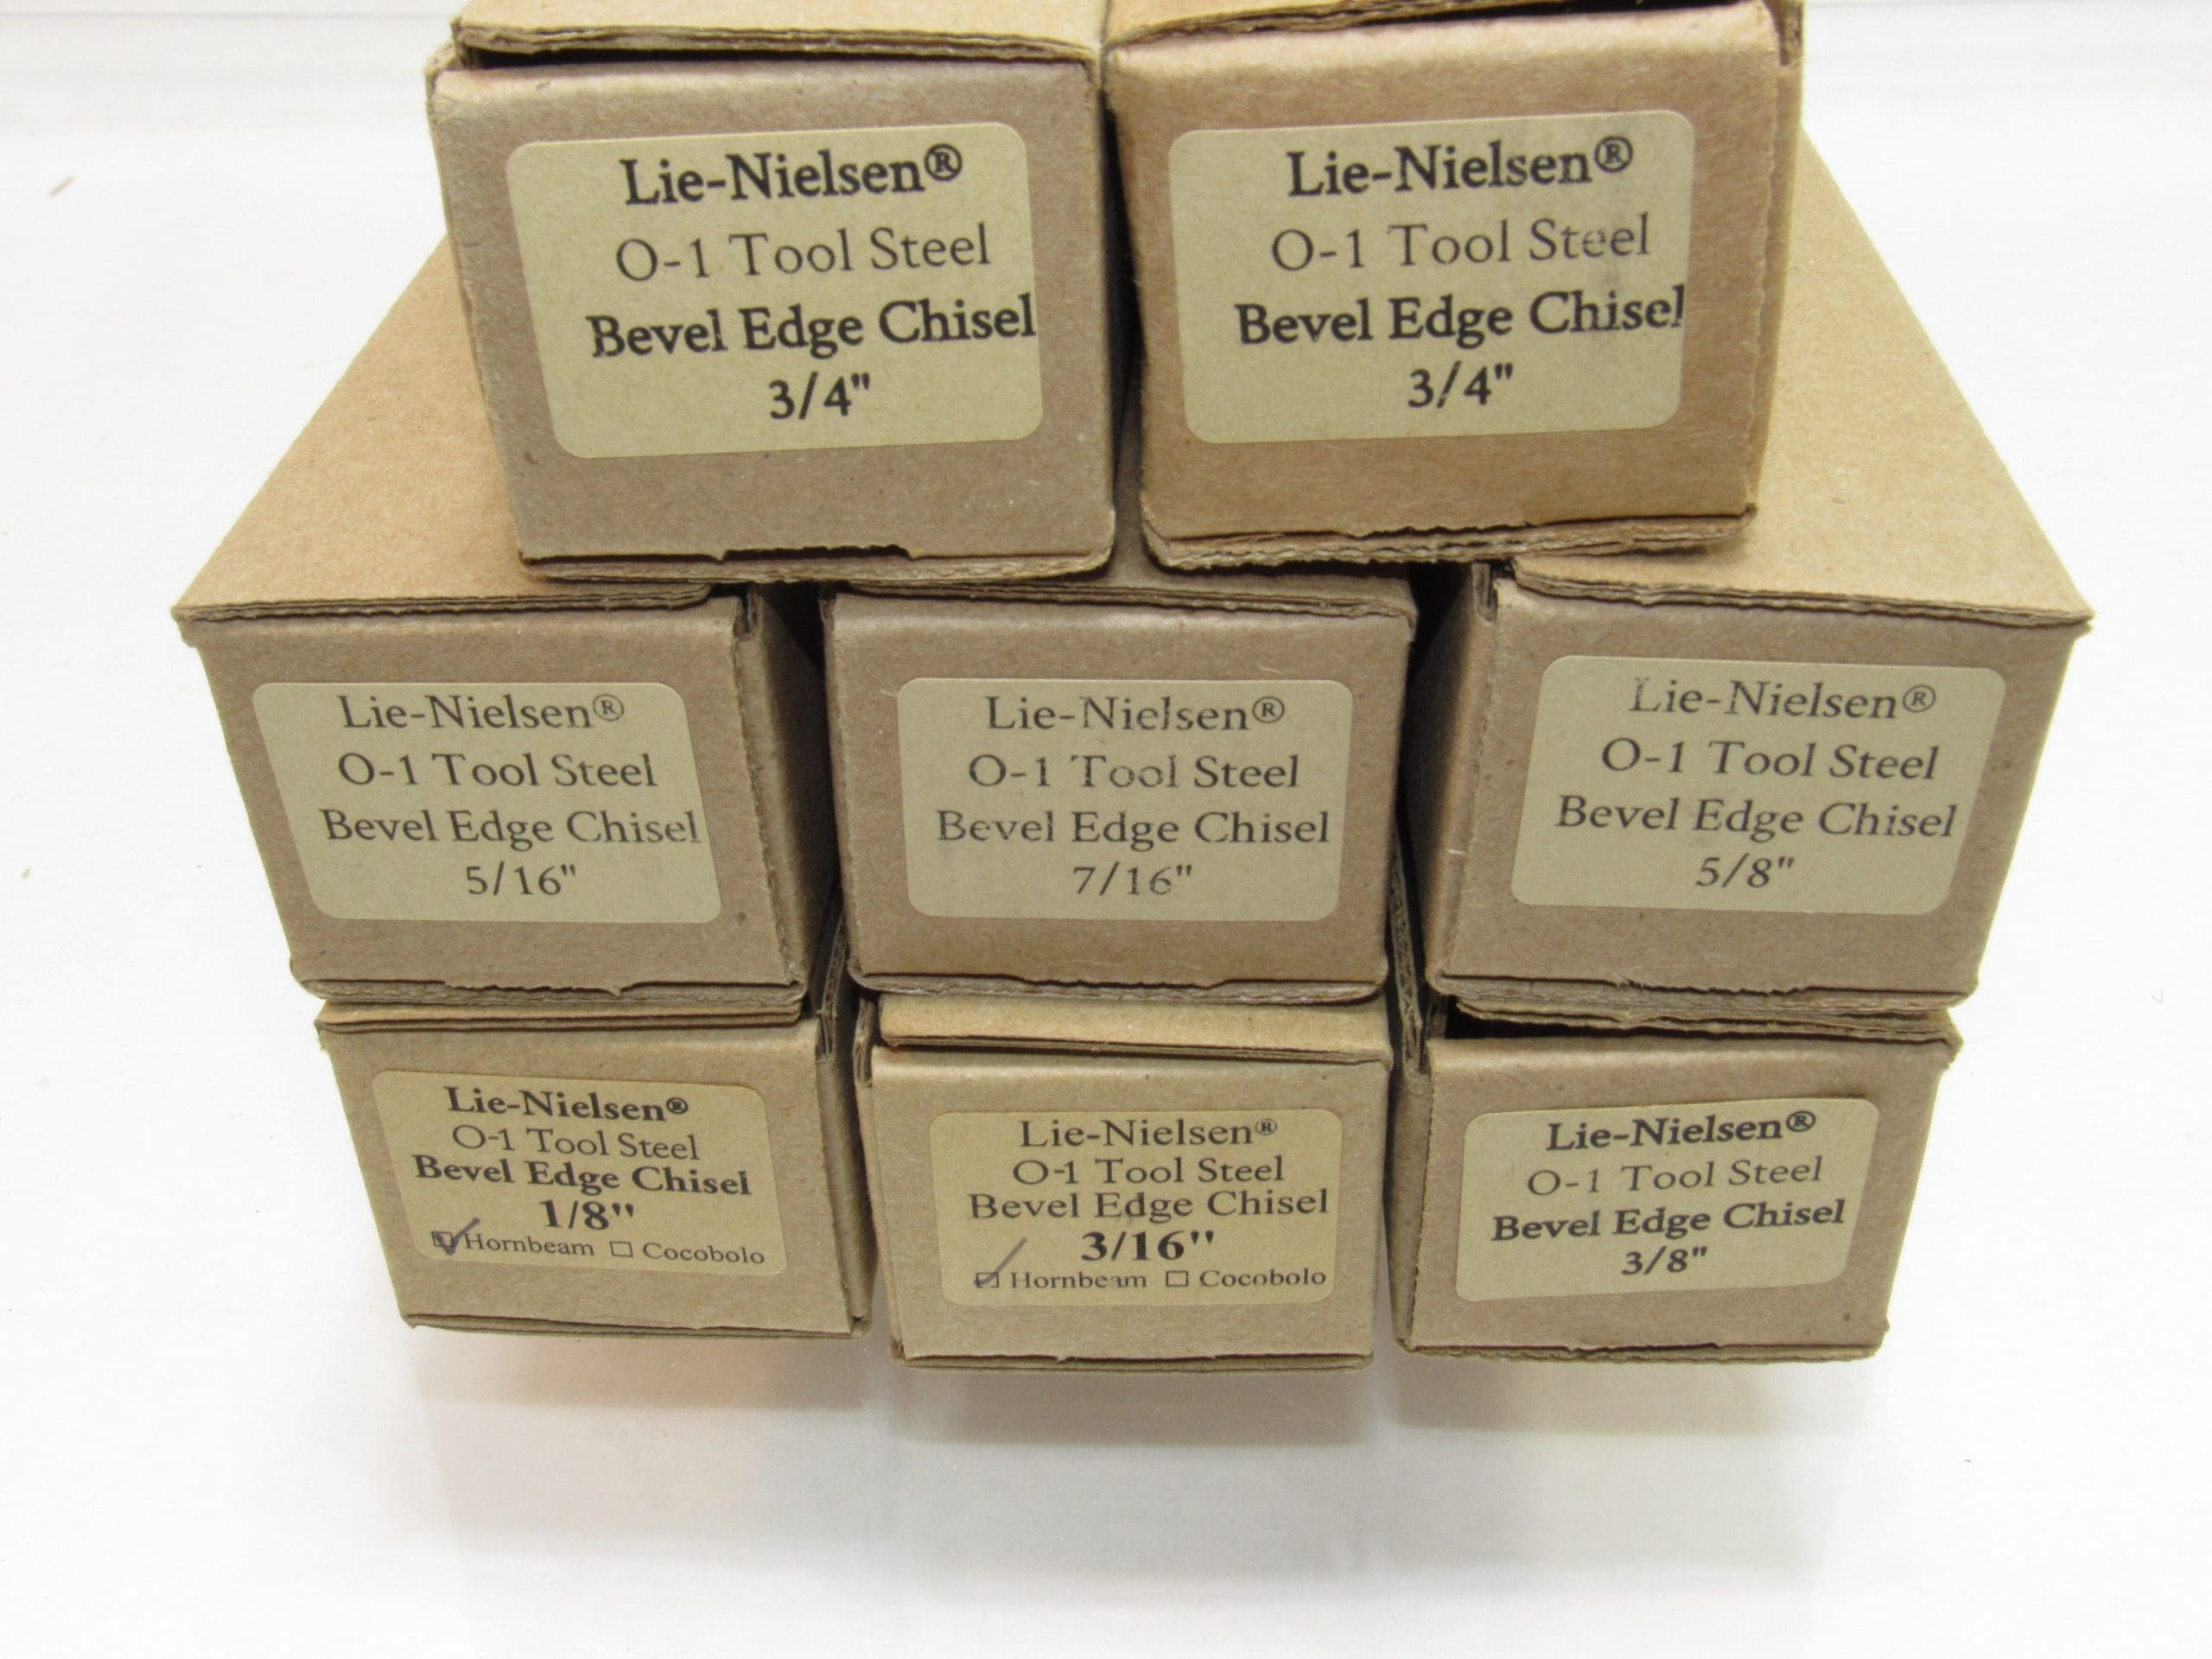 Lie-Nielsen®
O-1 Tool Steel
Bevel Edge Chisel
3/4"
Lie-Nielsen®
O-1 Tool Steel
Bevel Edge Chisel
3/4"
Lie-Nielsen®
O-1 Tool Steel
Bevel Edge Chisel
5/16"
Lie-Nielsen®
O-1 Tool Steel
Bevel Edge Chisel
7/16"
Lie-Nielsen®
O-1 Tool Steel
Bevel Edge Chisel
5/8"
Lie-Nielsen®
O-1 Tool Steel
Bevel Edge Chisel
1/8"
☑ Hornbeam ☐ Cocobolo
Lie-Nielsen®
O-1 Tool Steel
Bevel Edge Chisel
3/16"
☑ Hornbeam ☐ Cocobolo
Lie-Nielsen®
O-1 Tool Steel
Bevel Edge Chisel
3/8"